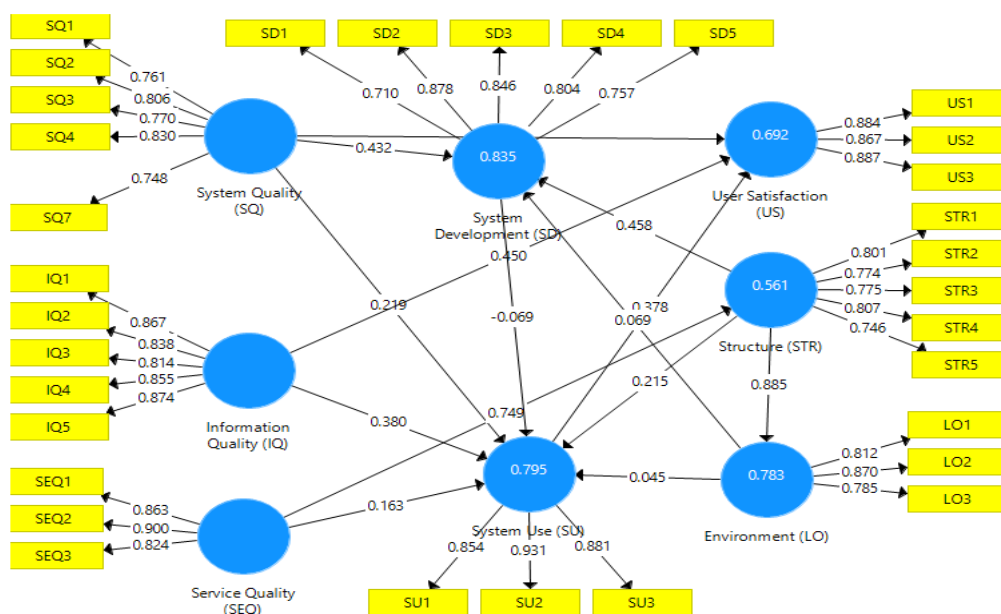 SQ1
SQ2
SQ3
SQ4
SQ7
0.761
0.806
0.770
0.830
0.748
System Quality
(SQ)
SD1
SD2
SD3
SD4
SD5
0.710
0.878
0.846
0.804
0.757
0.835
System
Development (SD)
0.432
0.692
User Satisfaction
(US)
0.884
0.867
0.887
US1
US2
US3
0.458
0.450
0.219
-0.069
0.378
0.069
0.561
Structure (STR)
0.801
0.774
0.775
0.807
0.746
STR1
STR2
STR3
STR4
STR5
IQ1
IQ2
IQ3
IQ4
IQ5
0.867
0.838
0.814
0.855
0.874
Information
Quality (IQ)
0.380
0.749
0.215
0.885
SEQ1
SEQ2
SEQ3
0.863
0.900
0.824
Service Quality
(SEQ)
0.163
0.795
System Use (SU)
0.045
0.783
Environment (LO)
0.812
0.870
0.785
LO1
LO2
LO3
0.854
0.931
0.881
SU1
SU2
SU3